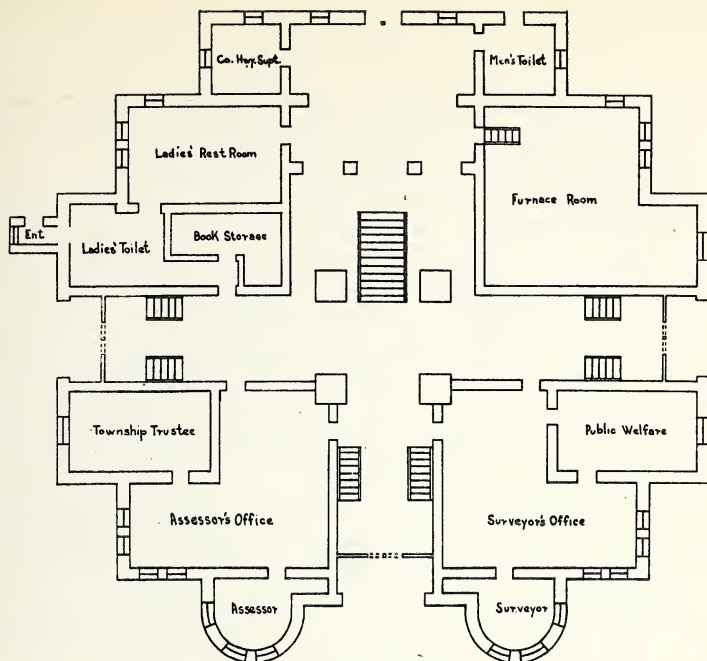 Co. Hwy. Supt.
Men's Toilet
Ladies' Rest Room
Furnace Room
Ent.
Ladies' Toilet
Book Storage
Township Trustee
Public Welfare
Assessor's Office
Surveyor's Office
Assessor
Surveyor